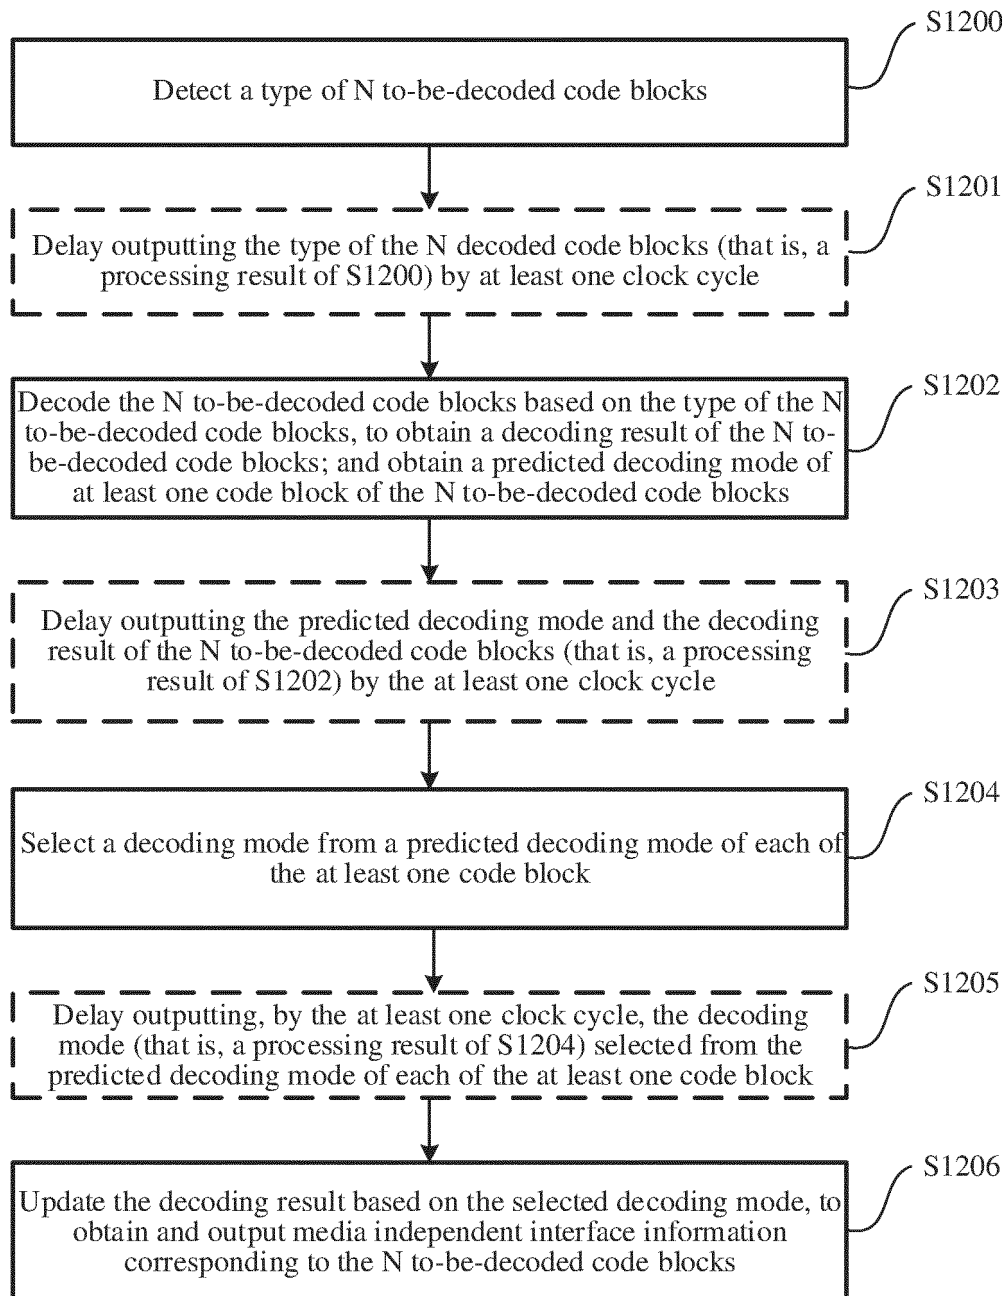 S1200
Detect a type of N to-be-decoded code blocks
S1201
Delay outputting the type of the N decoded code blocks (that is, a
processing result of S1200) by at least one clock cycle
S1202
Decode the N to-be-decoded code blocks based on the type of the N
to-be-decoded code blocks, to obtain a decoding result of the N to-
be-decoded code blocks; and obtain a predicted decoding mode of
at least one code block of the N to-be-decoded code blocks
S1203
Delay outputting the predicted decoding mode and the decoding
result of the N to-be-decoded code blocks (that is, a processing
result of S1202) by the at least one clock cycle
S1204
Select a decoding mode from a predicted decoding mode of each of
the at least one code block
S1205
Delay outputting, by the at least one clock cycle, the decoding
mode (that is, a processing result of S1204) selected from the
predicted decoding mode of each of the at least one code block
S1206
Update the decoding result based on the selected decoding mode, to
obtain and output media independent interface information
corresponding to the N to-be-decoded code blocks